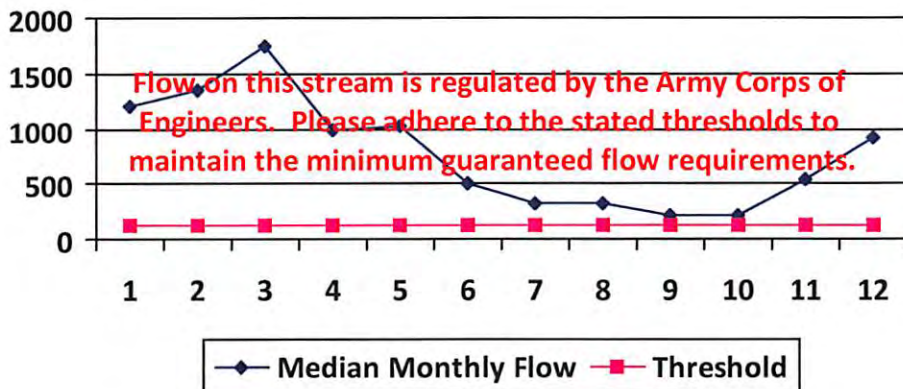 2000
1500
1000
500
0
Flow on this stream is regulated by the Army Corps of
Engineers. Please adhere to the stated thresholds to
maintain the minimum guaranteed flow requirements.
1 2 3 4 5 6 7 8 9 10 11 12
Median Monthly Flow Threshold